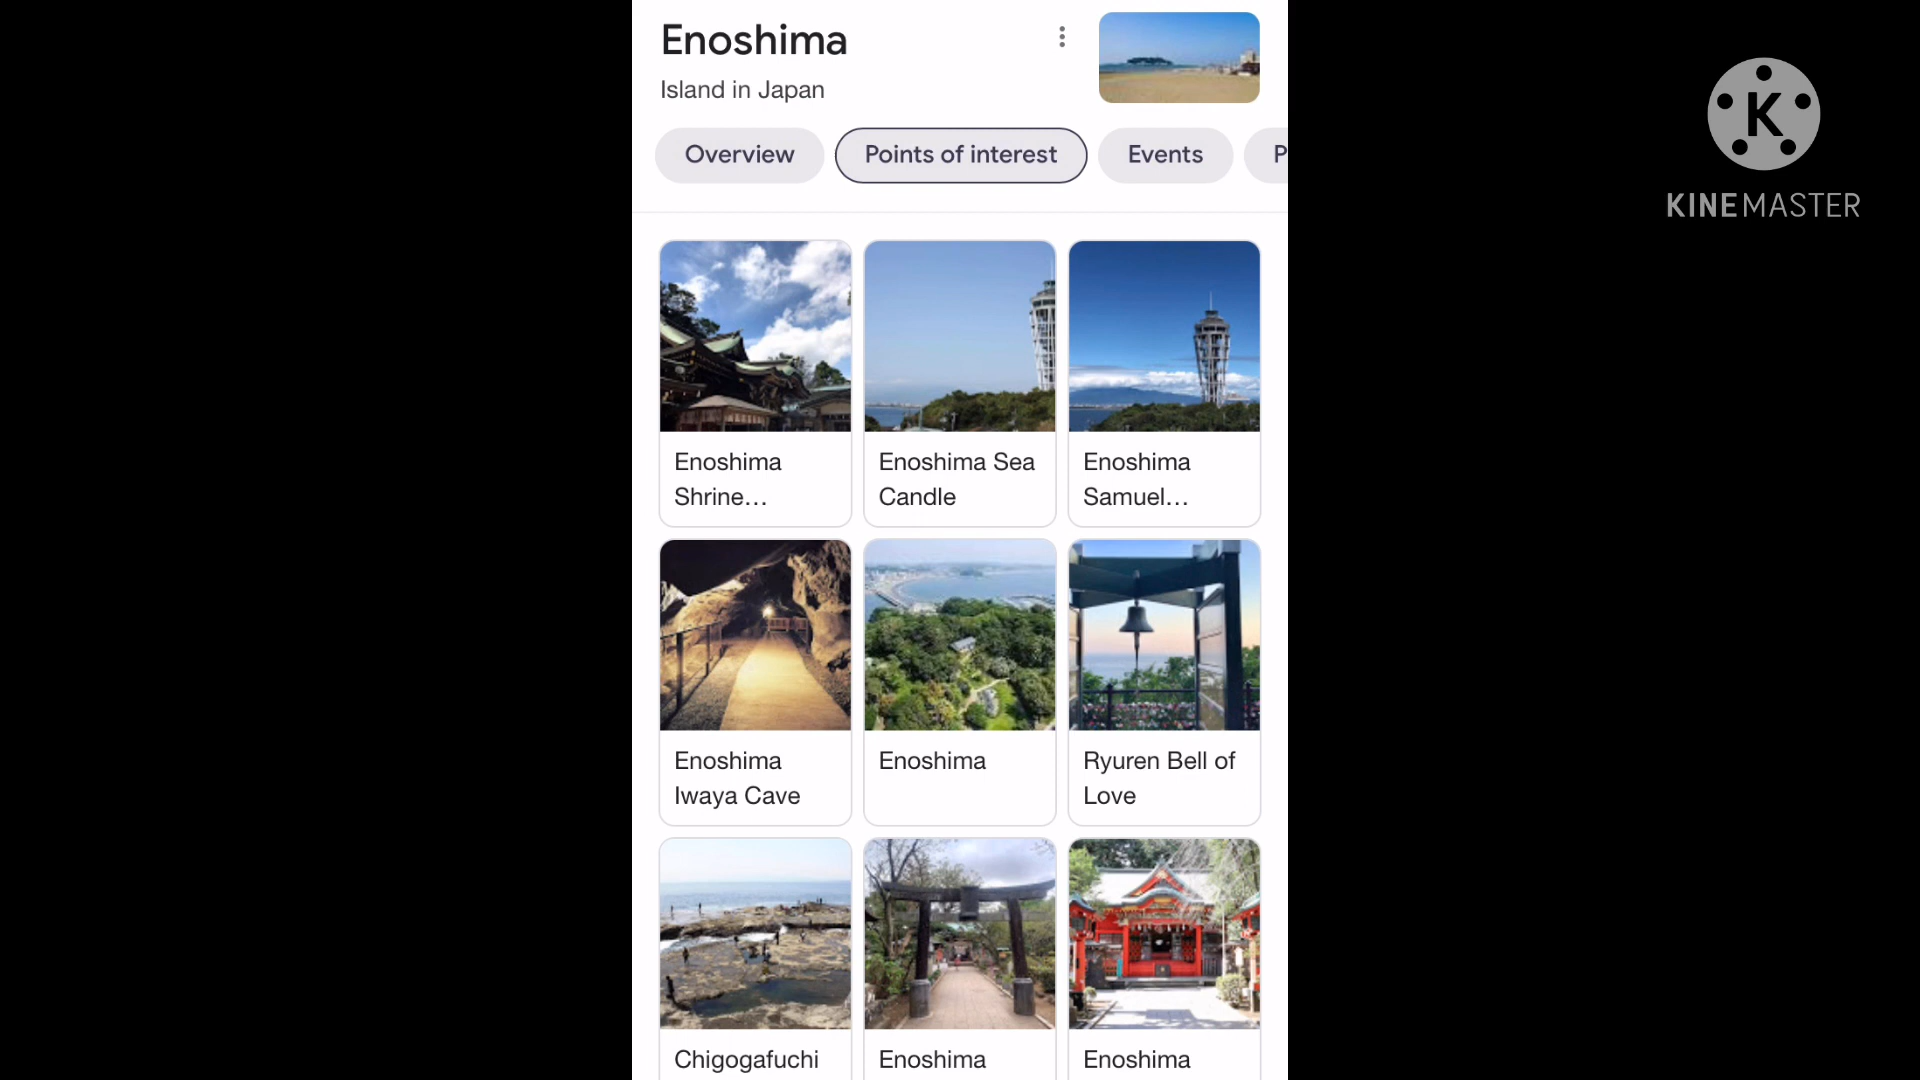 Enoshima
Island in Japan
Overview
Points of interest
Events
P
K
KINEMASTER
Enoshima
Shrine…
Enoshima Sea
Candle
Enoshima
Samuel…
Enoshima
Iwaya Cave
Enoshima
Ryuren Bell of
Love
Chigogafuchi
Enoshima
Enoshima